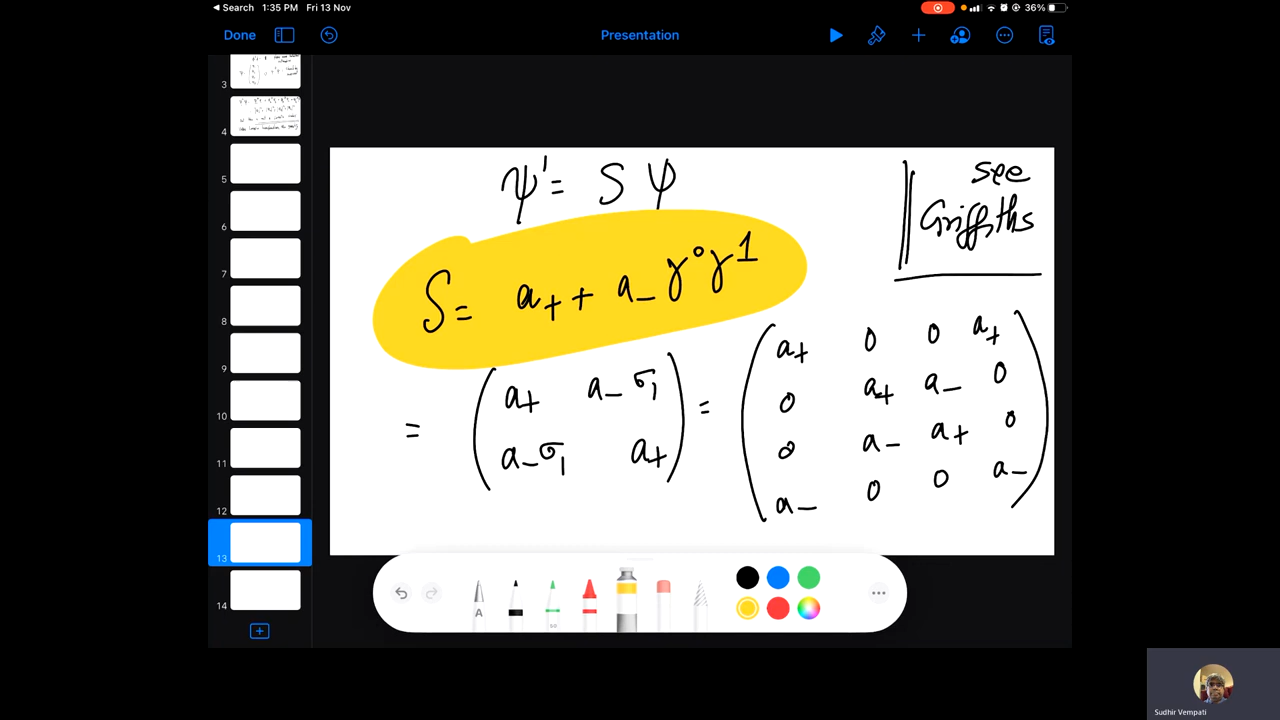 Search 1:35 PM Fri 13 Nov 36%
Done Presentation
3
4
5
6
7
8
9
10
11
12
13
14
ψ' = S ψ
see
Griffiths
S = a₊ + a₋ γ⁰γ¹
= ( a₊ a₋σ₁ ) = ( a₊ 0 0 a₊ )
( a₋σ₁ a₊ ) ( 0 a₊ a₋ 0 )
( 0 a₋ a₊ 0 )
( a₋ 0 0 a₋ )
A
Sudhir Vempati